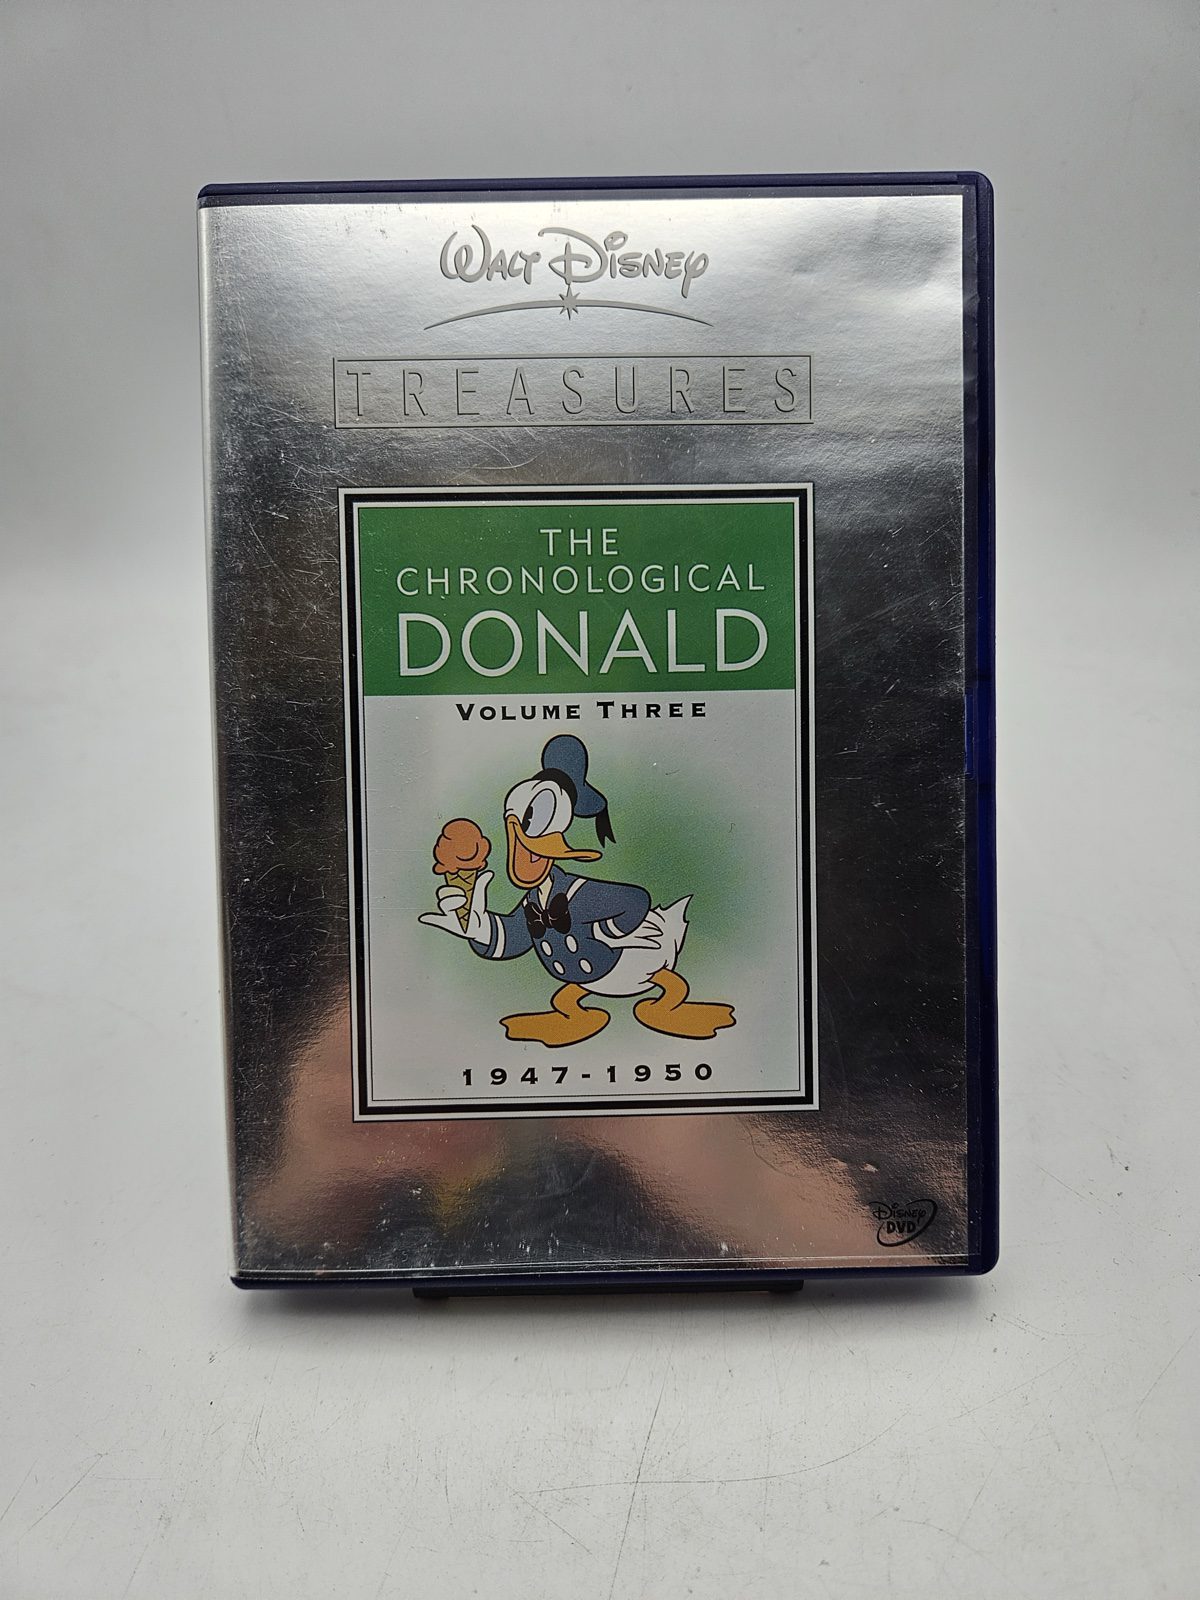 WALT DISNEY
TREASURES
THE
CHRONOLOGICAL
DONALD
VOLUME THREE
1947-1950
DISNEY
DVD